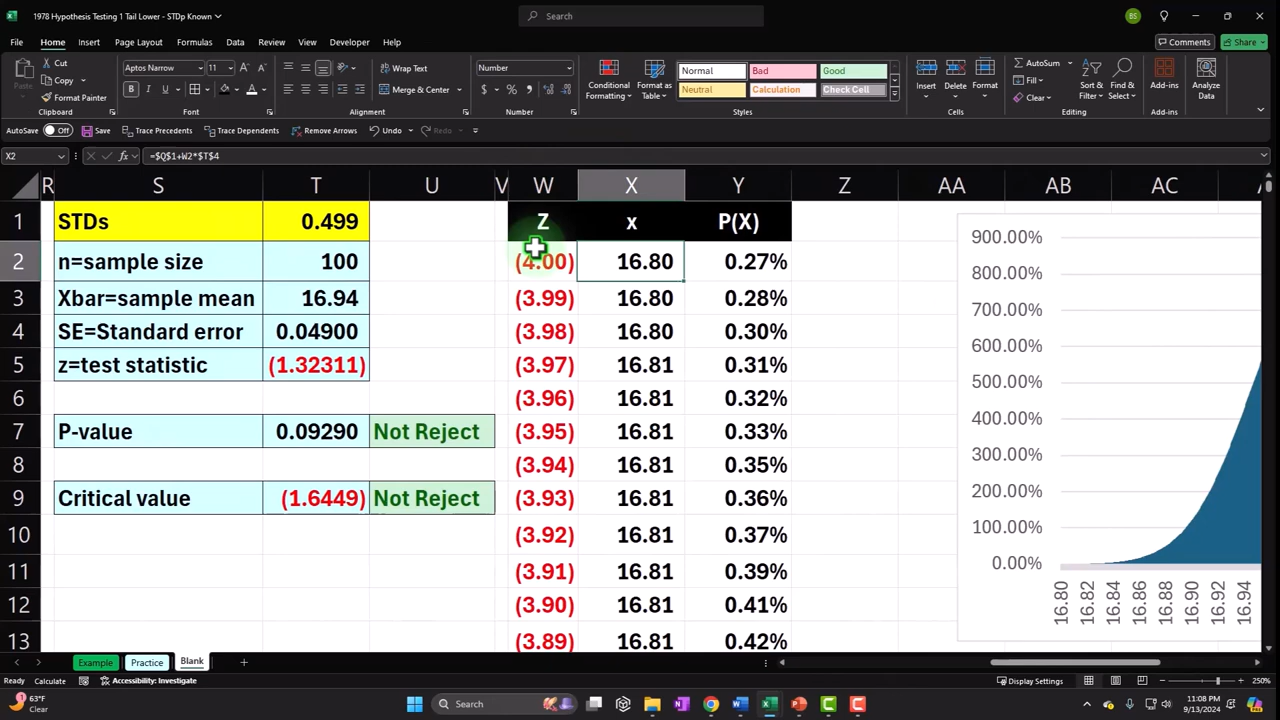 1978 Hypothesis Testing 1 Tail Lower - STDp Known
Search
BS
File Home Insert Page Layout Formulas Data Review View Developer Help
Comments Share
Paste
Cut
Copy
Format Painter
Clipboard
Aptos Narrow 11
B I U
Font
Wrap Text
Merge & Center
Alignment
Number
$ %
Number
Conditional Formatting
Format as Table
Normal Bad Good
Neutral Calculation Check Cell
Styles
Insert Delete Format
Cells
AutoSum
Fill
Clear
Sort & Filter
Find & Select
Editing
Add-ins
Add-ins
Analyze Data
AutoSave Off Save Trace Precedents Trace Dependents Remove Arrows Undo Redo
X2 fx =$Q$1+W2*$T$4
R S T U V W X Y Z AA AB AC
1 STDs 0.499 Z x P(X)
2 n=sample size 100 (4.00) 16.80 0.27%
3 Xbar=sample mean 16.94 (3.99) 16.80 0.28%
4 SE=Standard error 0.04900 (3.98) 16.80 0.30%
5 z=test statistic (1.32311) (3.97) 16.81 0.31%
6 (3.96) 16.81 0.32%
7 P-value 0.09290 Not Reject (3.95) 16.81 0.33%
8 (3.94) 16.81 0.35%
9 Critical value (1.6449) Not Reject (3.93) 16.81 0.36%
10 (3.92) 16.81 0.37%
11 (3.91) 16.81 0.39%
12 (3.90) 16.81 0.41%
13 (3.89) 16.81 0.42%
900.00%
800.00%
700.00%
600.00%
500.00%
400.00%
300.00%
200.00%
100.00%
0.00%
16.80 16.82 16.84 16.86 16.88 16.90 16.92 16.94
Example Practice Blank
Ready Calculate Accessibility: Investigate Display Settings 250%
63°F
Clear
Search
11:08 PM
9/13/2024